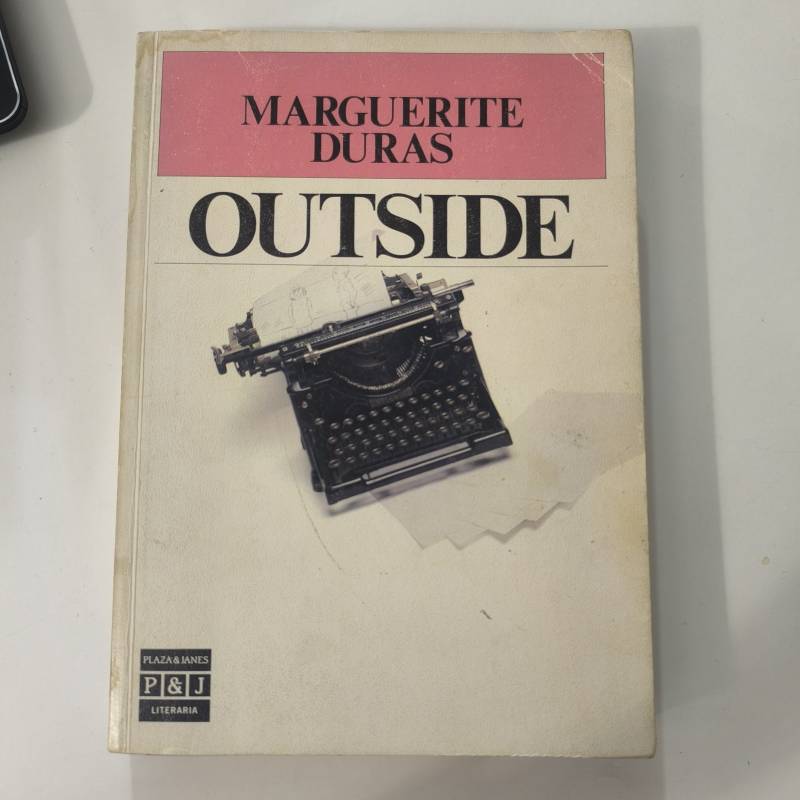 MARGUERITE
DURAS
OUTSIDE
PLAZA & JANES
P & J
LITERARIA